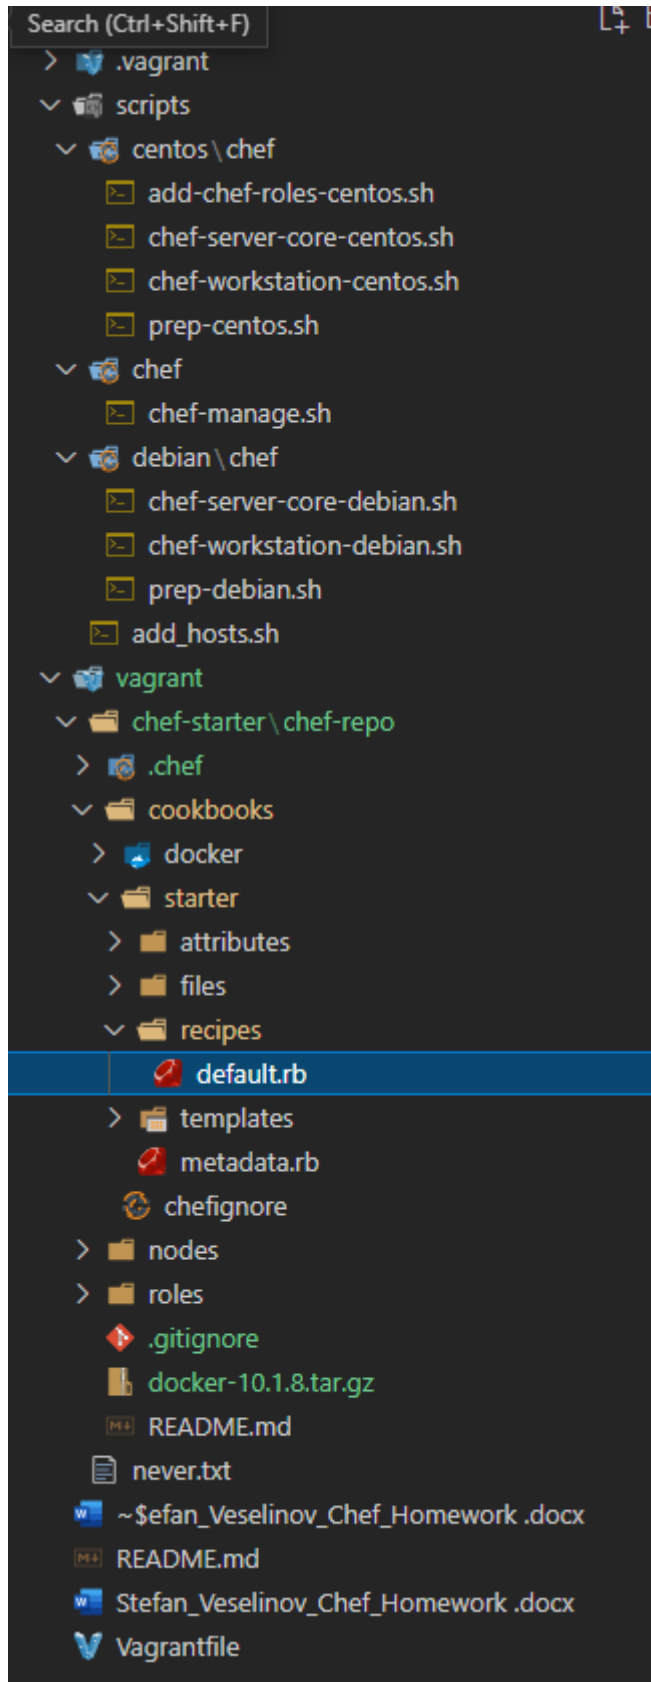 Search (Ctrl+Shift+F)
.vagrant
scripts
centos\chef
add-chef-roles-centos.sh
chef-server-core-centos.sh
chef-workstation-centos.sh
prep-centos.sh
chef
chef-manage.sh
debian\chef
chef-server-core-debian.sh
chef-workstation-debian.sh
prep-debian.sh
add_hosts.sh
vagrant
chef-starter\chef-repo
.chef
cookbooks
docker
starter
attributes
files
recipes
default.rb
templates
metadata.rb
chefignore
nodes
roles
.gitignore
docker-10.1.8.tar.gz
README.md
never.txt
~$efan_Veselinov_Chef_Homework .docx
README.md
Stefan_Veselinov_Chef_Homework .docx
Vagrantfile